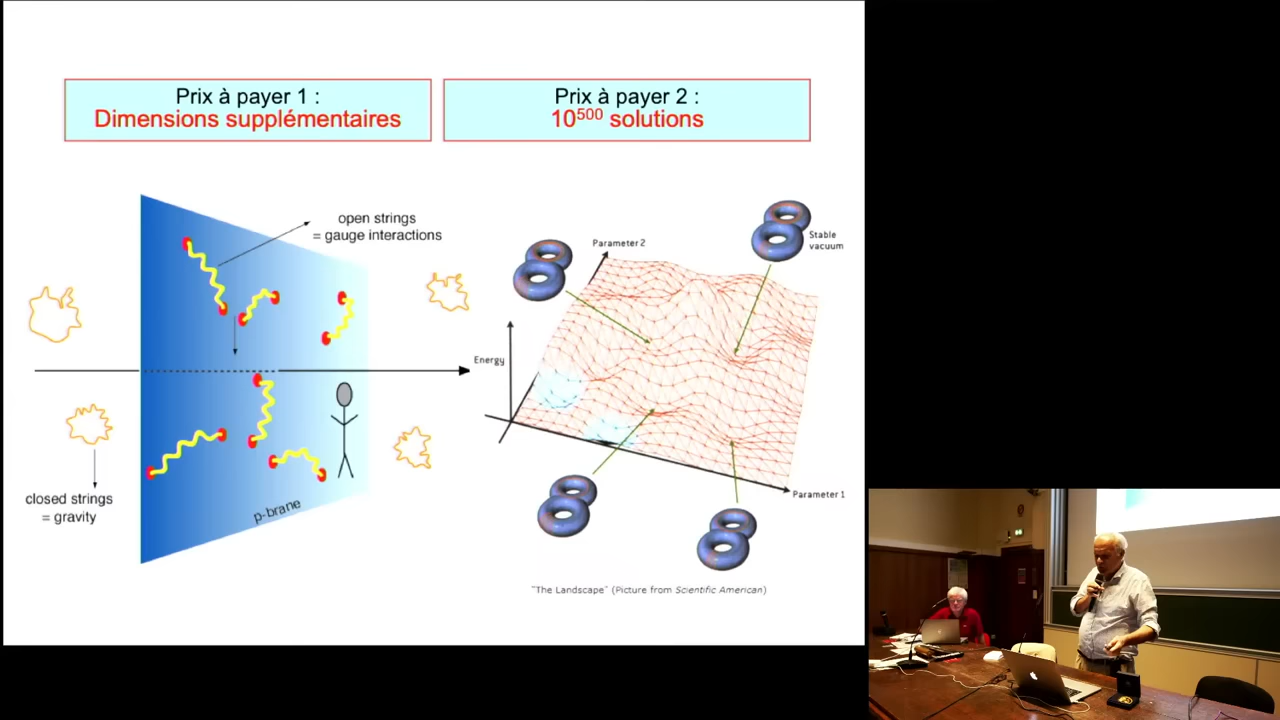 Prix à payer 1 :
Dimensions supplémentaires
Prix à payer 2 :
10⁵⁰⁰ solutions
open strings
= gauge interactions
closed strings
= gravity
p-brane
Parameter 2
Stable
vacuum
Energy
Parameter 1
"The Landscape" (Picture from Scientific American)